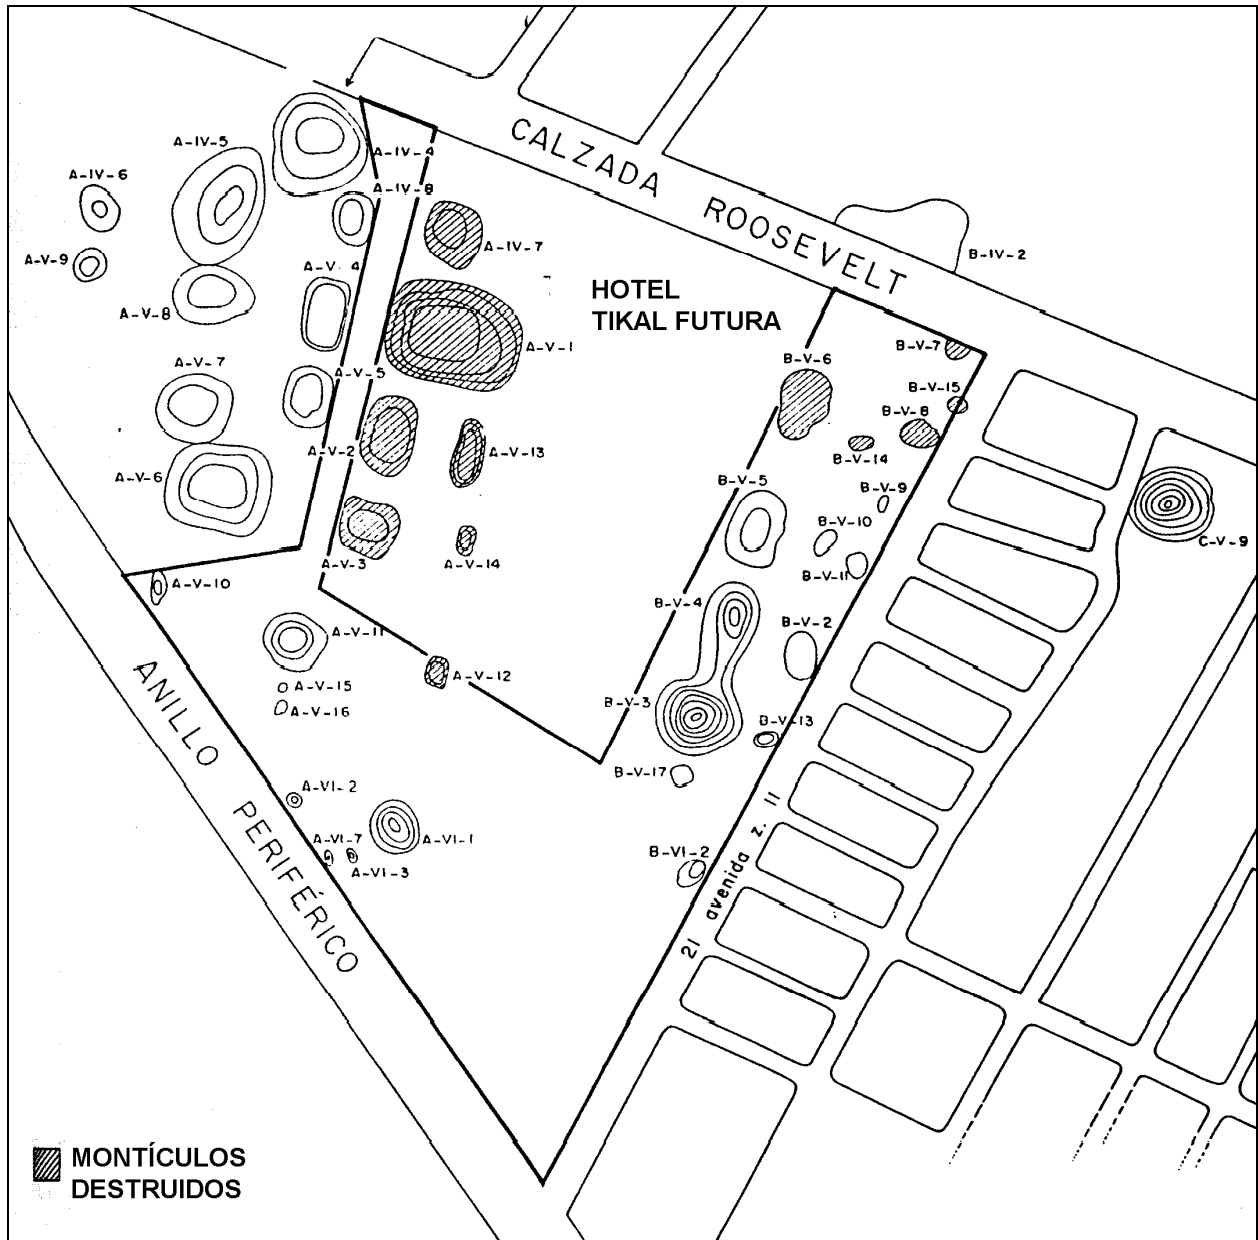 CALZADA ROOSEVELT
A-IV-5
A-IV-4
A-IV-6
A-IV-8
A-IV-7
B-IV-2
A-V-9
A-V-4
HOTEL
TIKAL FUTURA
A-V-8
A-V-1
B-V-7
B-V-6
A-V-7
A-V-5
B-V-15
B-V-8
A-V-2
A-V-13
B-V-14
A-V-6
B-V-5
B-V-9
B-V-10
C-V-9
A-V-3
A-V-14
B-V-11
A-V-10
B-V-4
B-V-2
A-V-11
A-V-12
A-V-15
B-V-3
A-V-16
B-V-13
B-V-17
A-VI-2
A-VI-7
A-VI-1
A-VI-3
B-VI-2
ANILLO PERIFÉRICO
21 avenida z. 11
MONTÍCULOS
DESTRUIDOS